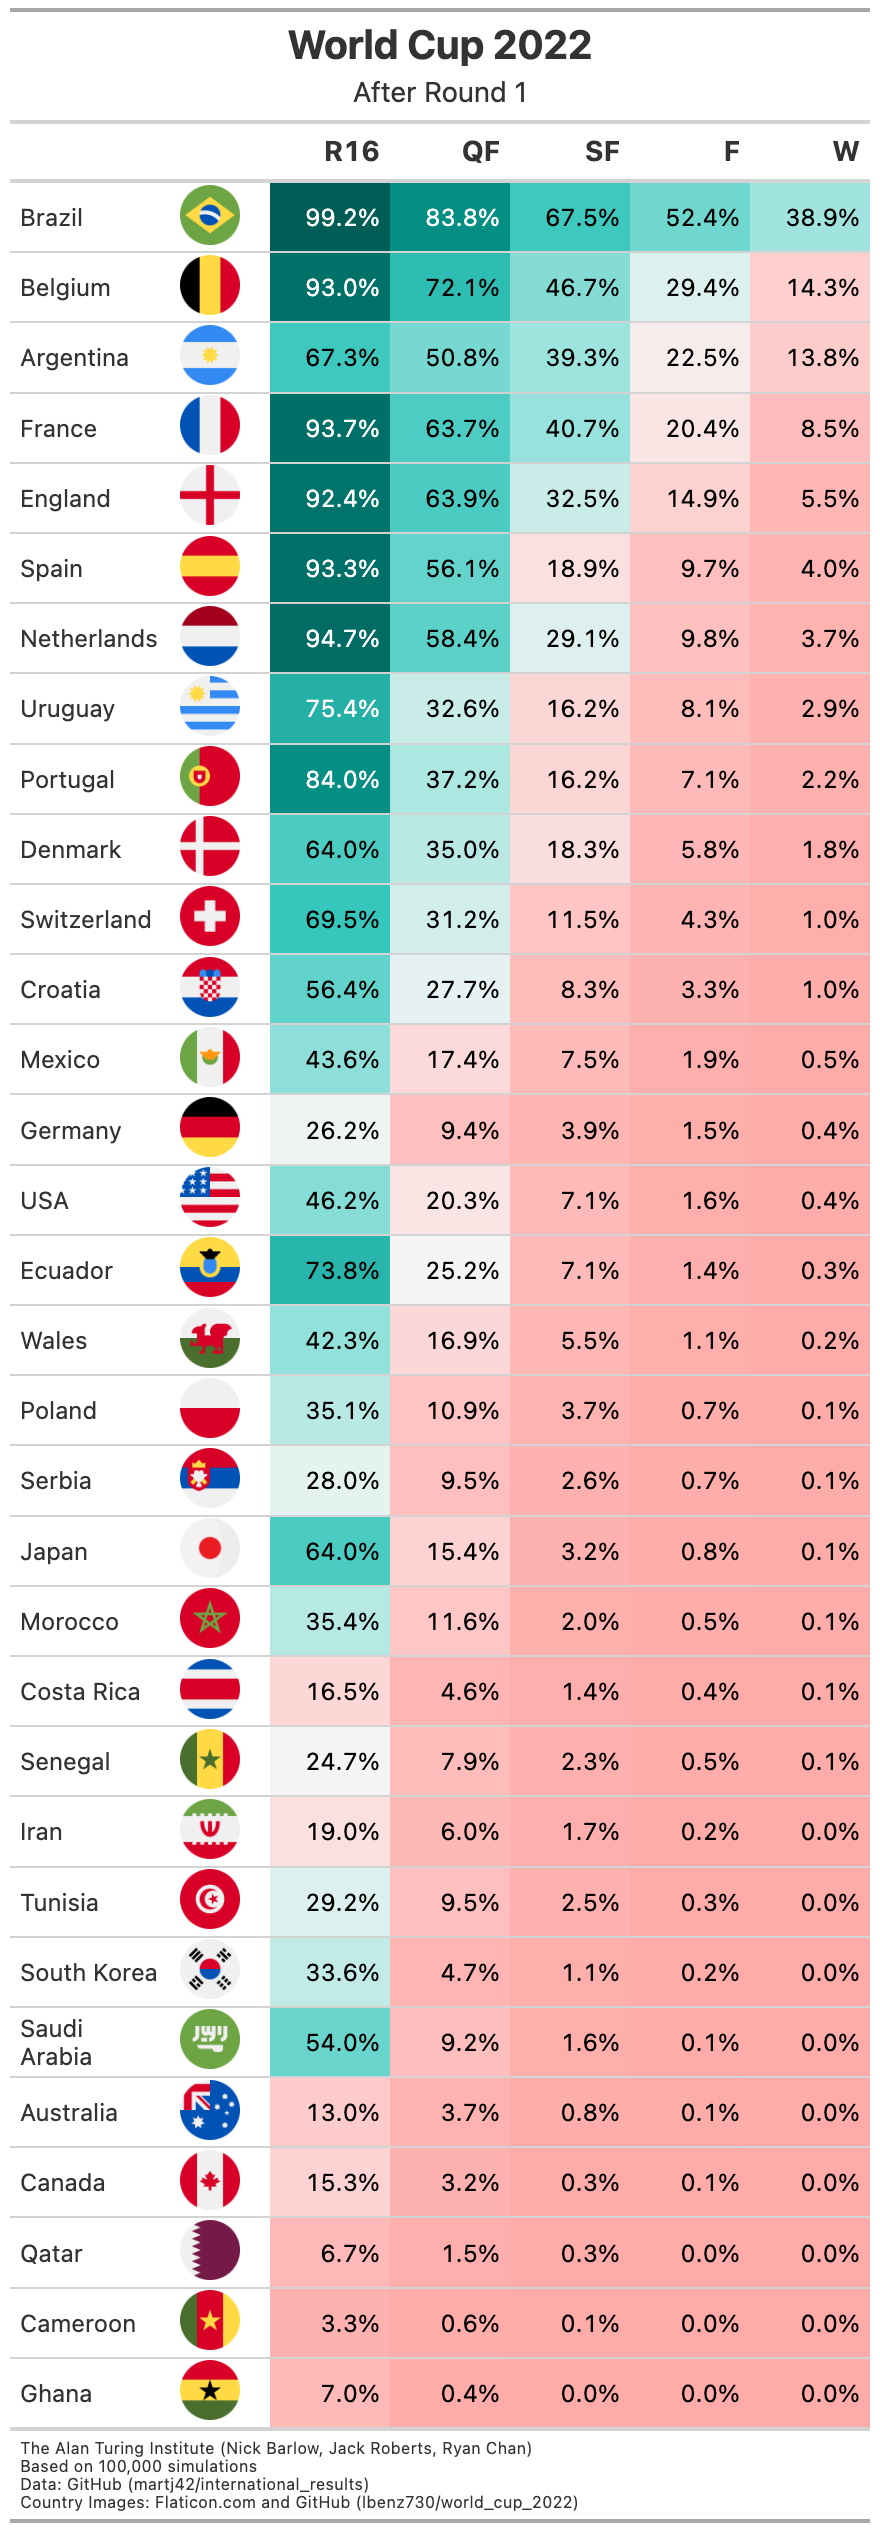 World Cup 2022
After Round 1
R16 QF SF F W
Brazil 99.2% 83.8% 67.5% 52.4% 38.9%
Belgium 93.0% 72.1% 46.7% 29.4% 14.3%
Argentina 67.3% 50.8% 39.3% 22.5% 13.8%
France 93.7% 63.7% 40.7% 20.4% 8.5%
England 92.4% 63.9% 32.5% 14.9% 5.5%
Spain 93.3% 56.1% 18.9% 9.7% 4.0%
Netherlands 94.7% 58.4% 29.1% 9.8% 3.7%
Uruguay 75.4% 32.6% 16.2% 8.1% 2.9%
Portugal 84.0% 37.2% 16.2% 7.1% 2.2%
Denmark 64.0% 35.0% 18.3% 5.8% 1.8%
Switzerland 69.5% 31.2% 11.5% 4.3% 1.0%
Croatia 56.4% 27.7% 8.3% 3.3% 1.0%
Mexico 43.6% 17.4% 7.5% 1.9% 0.5%
Germany 26.2% 9.4% 3.9% 1.5% 0.4%
USA 46.2% 20.3% 7.1% 1.6% 0.4%
Ecuador 73.8% 25.2% 7.1% 1.4% 0.3%
Wales 42.3% 16.9% 5.5% 1.1% 0.2%
Poland 35.1% 10.9% 3.7% 0.7% 0.1%
Serbia 28.0% 9.5% 2.6% 0.7% 0.1%
Japan 64.0% 15.4% 3.2% 0.8% 0.1%
Morocco 35.4% 11.6% 2.0% 0.5% 0.1%
Costa Rica 16.5% 4.6% 1.4% 0.4% 0.1%
Senegal 24.7% 7.9% 2.3% 0.5% 0.1%
Iran 19.0% 6.0% 1.7% 0.2% 0.0%
Tunisia 29.2% 9.5% 2.5% 0.3% 0.0%
South Korea 33.6% 4.7% 1.1% 0.2% 0.0%
Saudi
Arabia 54.0% 9.2% 1.6% 0.1% 0.0%
Australia 13.0% 3.7% 0.8% 0.1% 0.0%
Canada 15.3% 3.2% 0.3% 0.1% 0.0%
Qatar 6.7% 1.5% 0.3% 0.0% 0.0%
Cameroon 3.3% 0.6% 0.1% 0.0% 0.0%
Ghana 7.0% 0.4% 0.0% 0.0% 0.0%
The Alan Turing Institute (Nick Barlow, Jack Roberts, Ryan Chan)
Based on 100,000 simulations
Data: GitHub (martj42/international_results)
Country Images: Flaticon.com and GitHub (lbenz730/world_cup_2022)